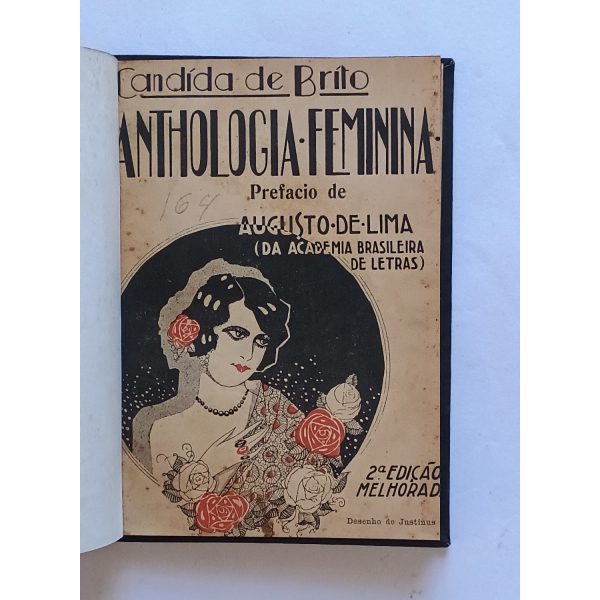 Candida de Brito
ANTHOLOGIA·FEMININA·
Prefacio de
164
AUGUSTO·DE·LIMA
(DA ACADEMIA BRASILEIRA
DE LETRAS)
2ª EDIÇÃO
MELHORAD
Desenho de Justinus